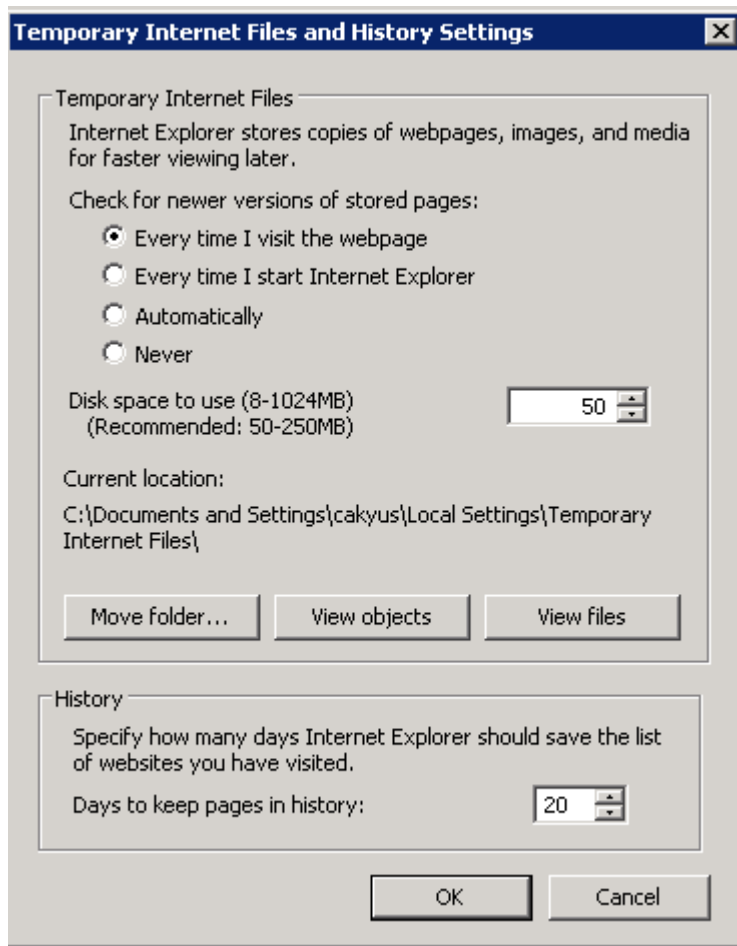 Temporary Internet Files and History Settings
Temporary Internet Files
Internet Explorer stores copies of webpages, images, and media
for faster viewing later.
Check for newer versions of stored pages:
Every time I visit the webpage
Every time I start Internet Explorer
Automatically
Never
Disk space to use (8-1024MB)
50
(Recommended: 50-250MB)
Current location:
C:\Documents and Settings\cakyus\Local Settings\Temporary
Internet Files\
Move folder...
View objects
View files
History
Specify how many days Internet Explorer should save the list
of websites you have visited.
Days to keep pages in history:
20
OK
Cancel